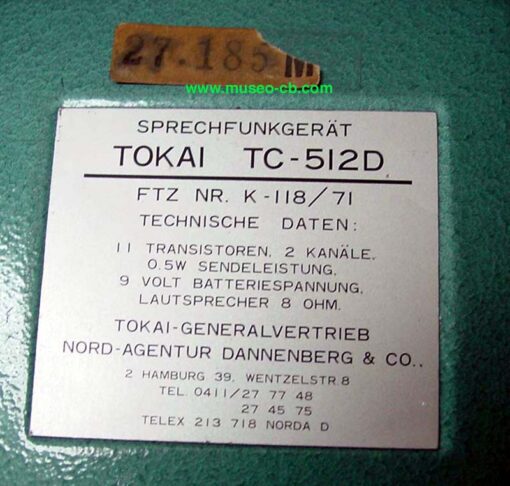 27.185 M
www.museo-cb.com
SPRECHFUNKGERÄT
TOKAI TC-512D
FTZ NR. K-118/71
TECHNISCHE DATEN:
11 TRANSISTOREN, 2 KANÄLE,
0.5W SENDELEISTUNG,
9 VOLT BATTERIESPANNUNG,
LAUTSPRECHER 8 OHM.
TOKAI-GENERALVERTRIEB
NORD-AGENTUR DANNENBERG & CO..
2 HAMBURG 39, WENTZELSTR.8
TEL. 0411/27 77 48
27 45 75
TELEX 213 718 NORDA D